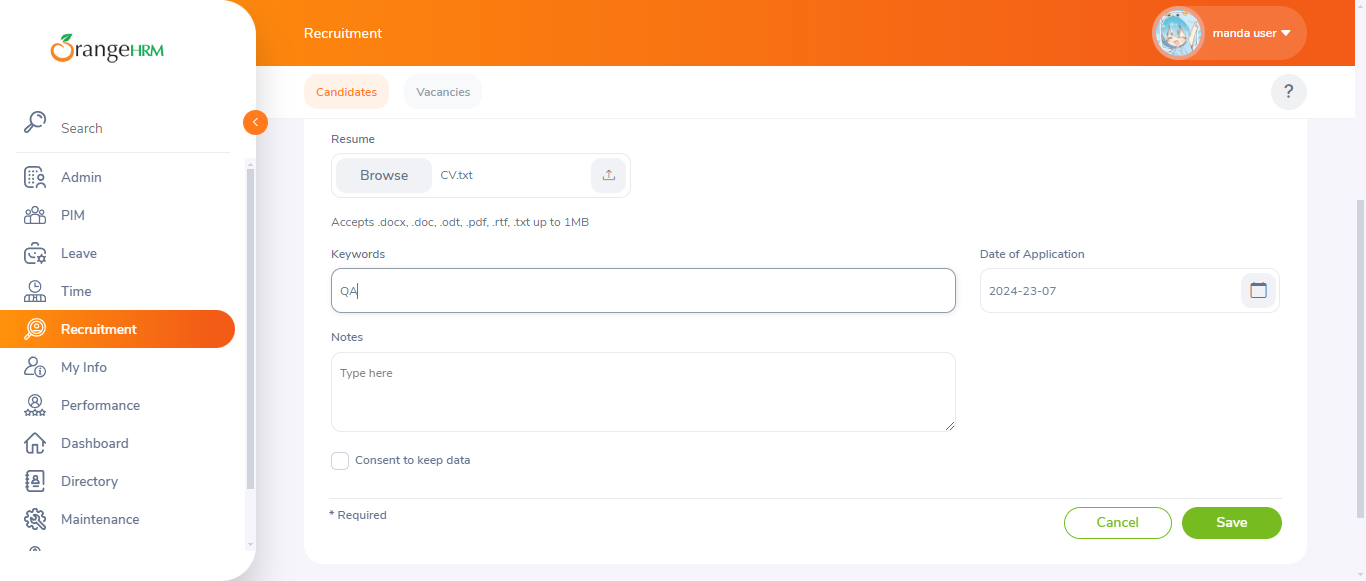 OrangeHRM
Recruitment
manda user
Candidates
Vacancies
?
Search
Admin
PIM
Leave
Time
Recruitment
My Info
Performance
Dashboard
Directory
Maintenance
Resume
Browse
CV.txt
Accepts .docx, .doc, .odt, .pdf, .rtf, .txt up to 1MB
Keywords
Date of Application
QA
2024-23-07
Notes
Type here
Consent to keep data
* Required
Cancel
Save